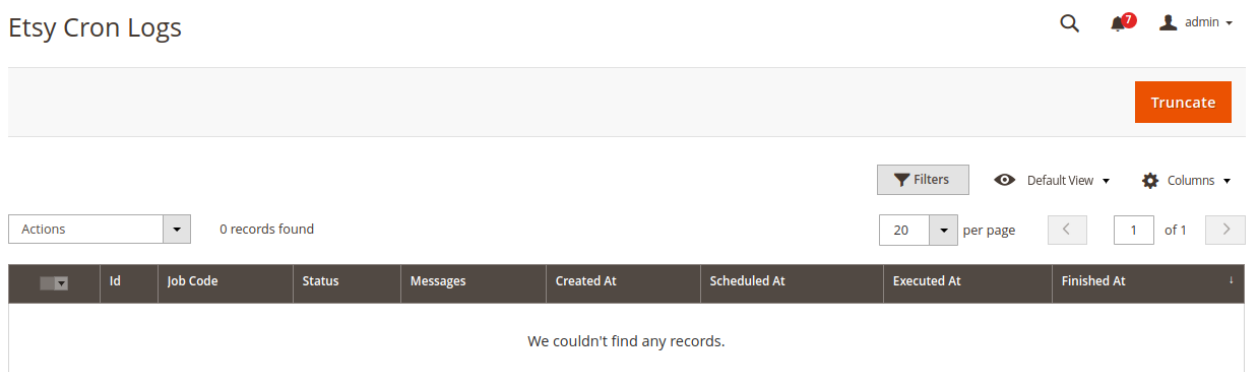 Etsy Cron Logs
7
admin
Truncate
Filters
Default View
Columns
Actions
0 records found
20
per page
1
of 1
Id
Job Code
Status
Messages
Created At
Scheduled At
Executed At
Finished At
↓
We couldn't find any records.